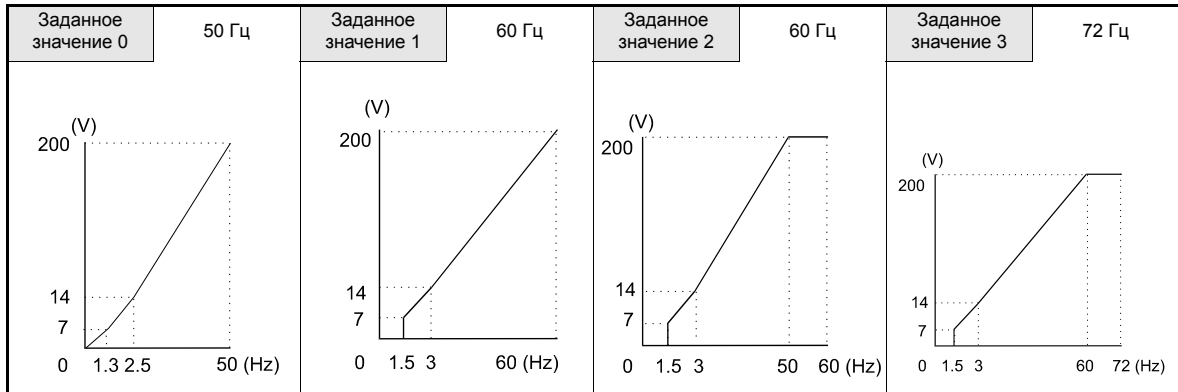 Заданное
значение 0
50 Гц
(V)
200
14
7
0
1.3 2.5
50 (Hz)
Заданное
значение 1
60 Гц
(V)
200
14
7
0
1.5 3
60 (Hz)
Заданное
значение 2
60 Гц
(V)
200
14
7
0
1.5 3
50
60 (Hz)
Заданное
значение 3
72 Гц
(V)
200
14
7
0
1.5
3
60
72 (Hz)